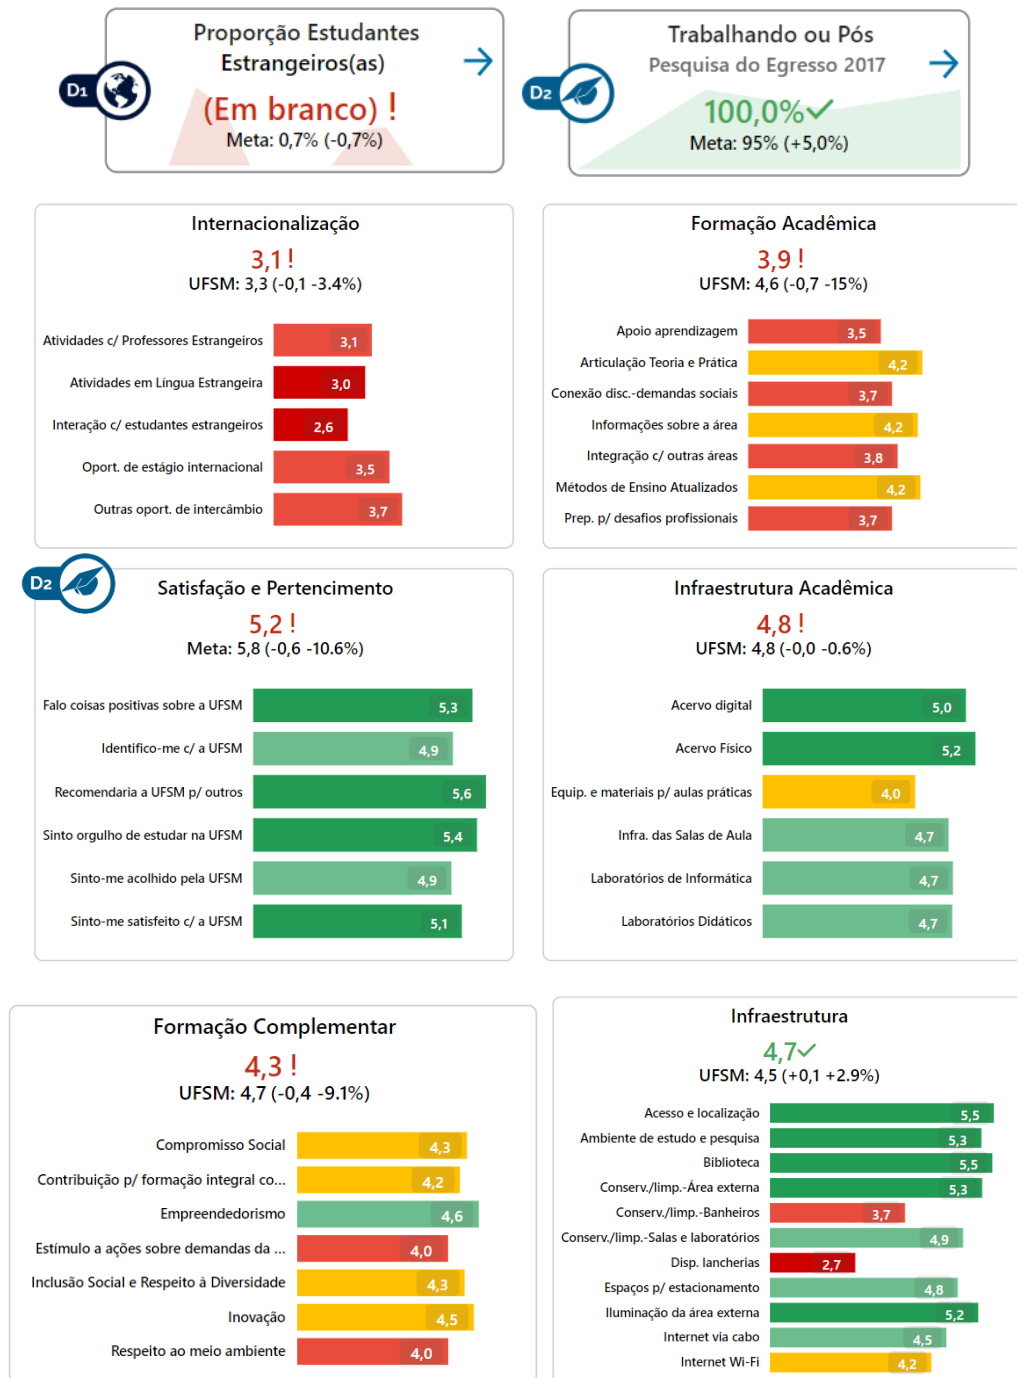 Proporção Estudantes
Estrangeiros(as)
D1
(Em branco) !
Meta: 0,7% (-0,7%)
Trabalhando ou Pós
Pesquisa do Egresso 2017
D2
100,0%
Meta: 95% (+5,0%)
Internacionalização
3,1 !
UFSM: 3,3 (-0,1 -3.4%)
Atividades c/ Professores Estrangeiros 3,1
Atividades em Língua Estrangeira 3,0
Interação c/ estudantes estrangeiros 2,6
Oport. de estágio internacional 3,5
Outras oport. de intercâmbio 3,7
Formação Acadêmica
3,9 !
UFSM: 4,6 (-0,7 -15%)
Apoio aprendizagem 3,5
Articulação Teoria e Prática 4,2
Conexão disc.-demandas sociais 3,7
Informações sobre a área 4,2
Integração c/ outras áreas 3,8
Métodos de Ensino Atualizados 4,2
Prep. p/ desafios profissionais 3,7
D2
Satisfação e Pertencimento
5,2 !
Meta: 5,8 (-0,6 -10.6%)
Falo coisas positivas sobre a UFSM 5,3
Identifico-me c/ a UFSM 4,9
Recomendaria a UFSM p/ outros 5,6
Sinto orgulho de estudar na UFSM 5,4
Sinto-me acolhido pela UFSM 4,9
Sinto-me satisfeito c/ a UFSM 5,1
Infraestrutura Acadêmica
4,8 !
UFSM: 4,8 (-0,0 -0.6%)
Acervo digital 5,0
Acervo Físico 5,2
Equip. e materiais p/ aulas práticas 4,0
Infra. das Salas de Aula 4,7
Laboratórios de Informática 4,7
Laboratórios Didáticos 4,7
Formação Complementar
4,3 !
UFSM: 4,7 (-0,4 -9.1%)
Compromisso Social 4,3
Contribuição p/ formação integral co... 4,2
Empreendedorismo 4,6
Estímulo a ações sobre demandas da ... 4,0
Inclusão Social e Respeito à Diversidade 4,3
Inovação 4,5
Respeito ao meio ambiente 4,0
Infraestrutura
4,7
UFSM: 4,5 (+0,1 +2.9%)
Acesso e localização 5,5
Ambiente de estudo e pesquisa 5,3
Biblioteca 5,5
Conserv./limp.-Área externa 5,3
Conserv./limp.-Banheiros 3,7
Conserv./limp.-Salas e laboratórios 4,9
Disp. lancherias 2,7
Espaços p/ estacionamento 4,8
Iluminação da área externa 5,2
Internet via cabo 4,5
Internet Wi-Fi 4,2